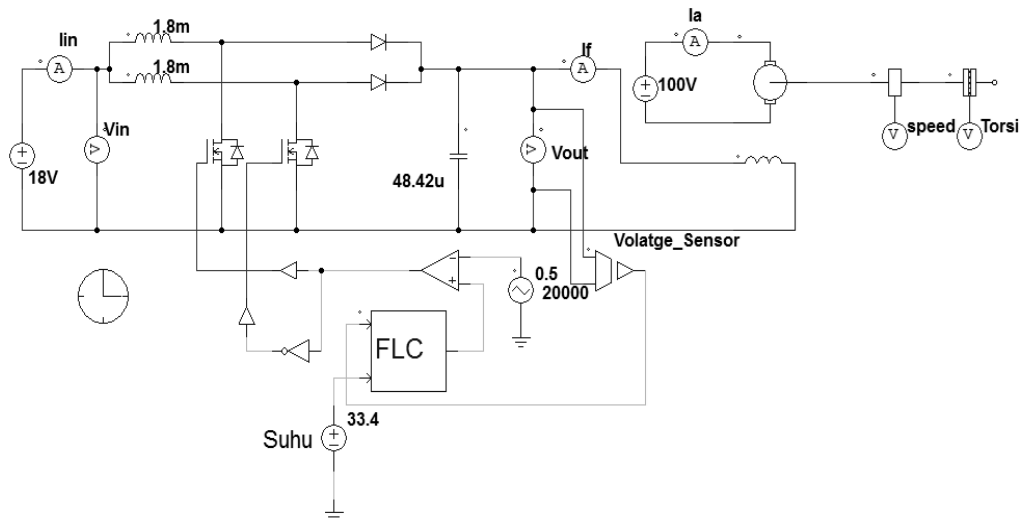 Iin
1.8m
1.8m
Vin
18V
A
V
48.42u
If
A
V
Vout
Ia
A
100V
V
speed
V
Torsi
Volatge_Sensor
0.5
20000
FLC
33.4
Suhu